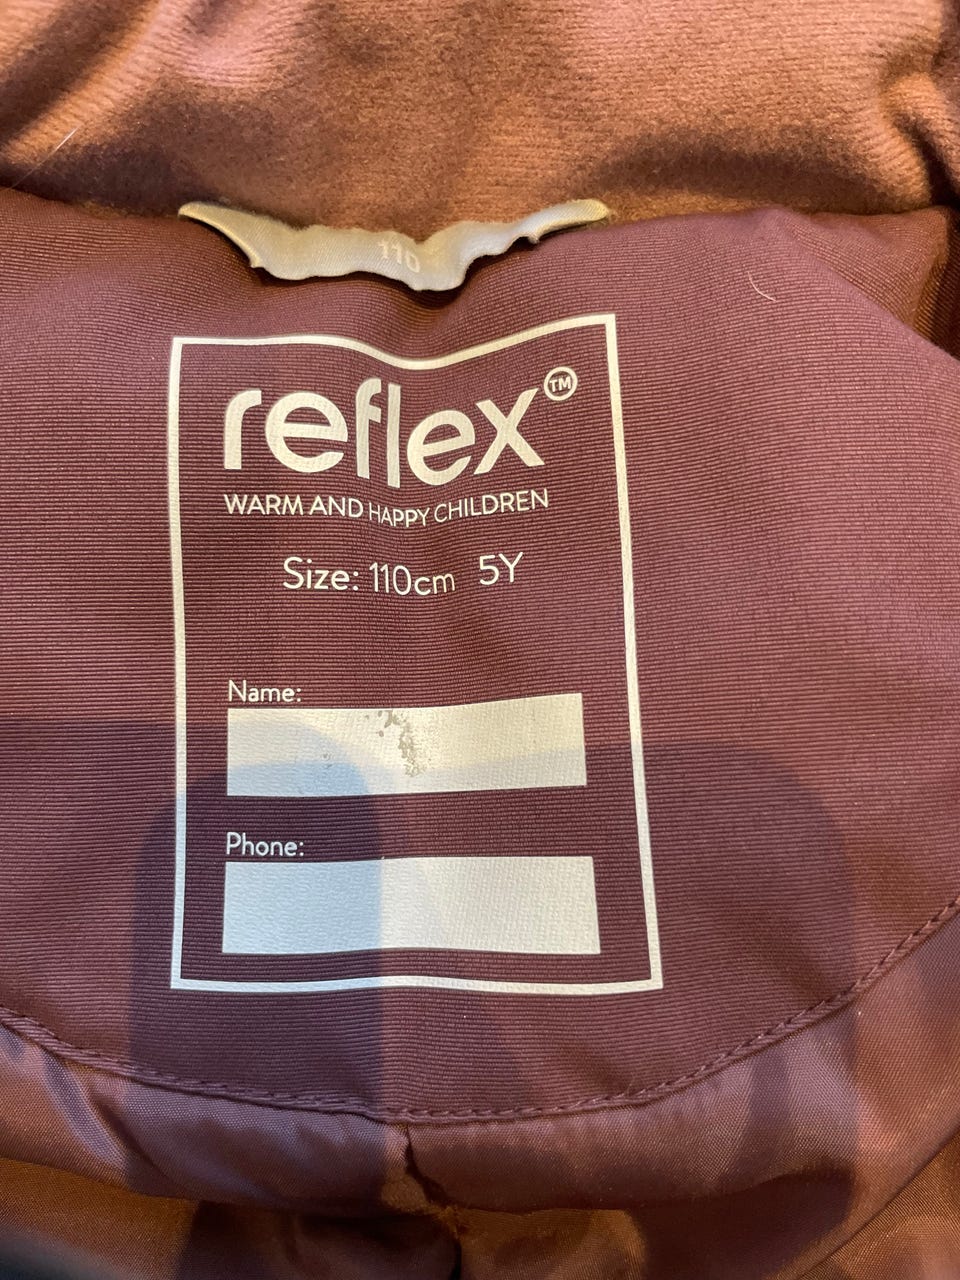 110
reflex™
WARM AND HAPPY CHILDREN
Size: 110cm 5Y
Name:
Phone: